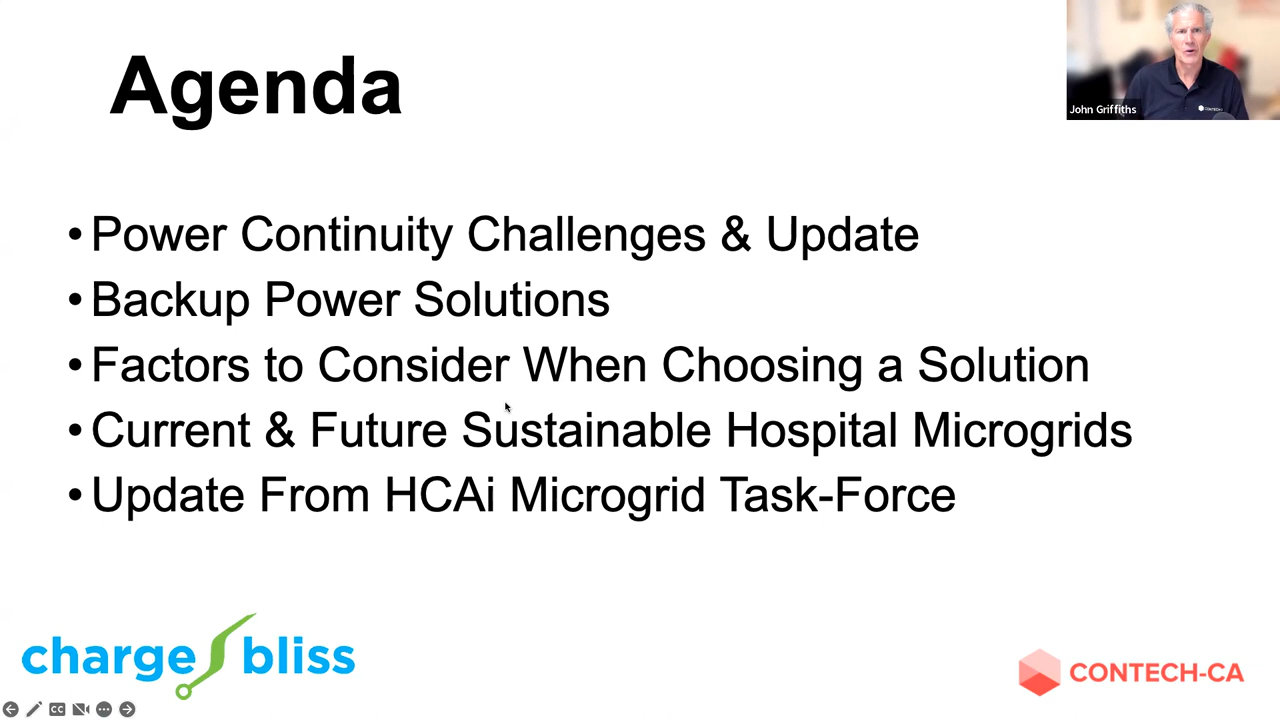 Agenda
John Griffiths
• Power Continuity Challenges & Update
• Backup Power Solutions
• Factors to Consider When Choosing a Solution
• Current & Future Sustainable Hospital Microgrids
• Update From HCAi Microgrid Task-Force
charge bliss
CONTECH-CA
CC